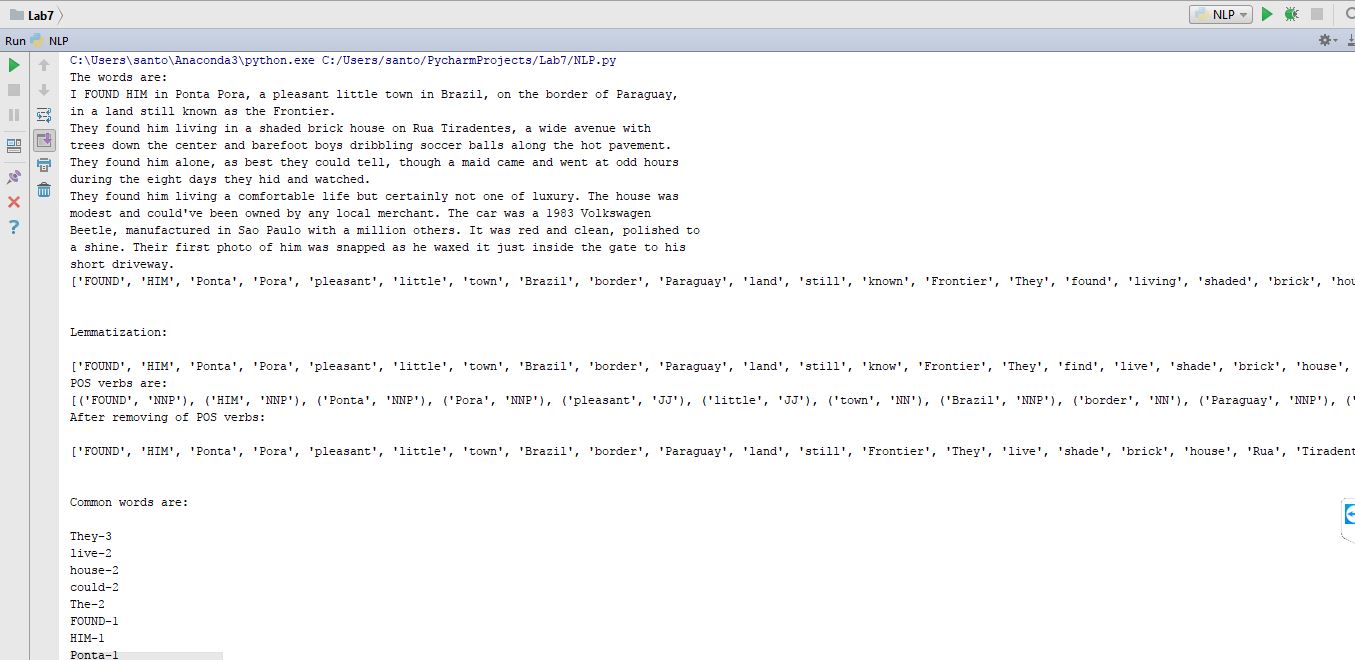 Lab7
NLP
Run NLP
C:\Users\santo\Anaconda3\python.exe C:/Users/santo/PycharmProjects/Lab7/NLP.py
The words are:
I FOUND HIM in Ponta Pora, a pleasant little town in Brazil, on the border of Paraguay,
in a land still known as the Frontier.
They found him living in a shaded brick house on Rua Tiradentes, a wide avenue with
trees down the center and barefoot boys dribbling soccer balls along the hot pavement.
They found him alone, as best they could tell, though a maid came and went at odd hours
during the eight days they hid and watched.
They found him living a comfortable life but certainly not one of luxury. The house was
modest and could've been owned by any local merchant. The car was a 1983 Volkswagen
Beetle, manufactured in Sao Paulo with a million others. It was red and clean, polished to
a shine. Their first photo of him was snapped as he waxed it just inside the gate to his
short driveway.
['FOUND', 'HIM', 'Ponta', 'Pora', 'pleasant', 'little', 'town', 'Brazil', 'border', 'Paraguay', 'land', 'still', 'known', 'Frontier', 'They', 'found', 'living', 'shaded', 'brick', 'hou
Lemmatization:
['FOUND', 'HIM', 'Ponta', 'Pora', 'pleasant', 'little', 'town', 'Brazil', 'border', 'Paraguay', 'land', 'still', 'know', 'Frontier', 'They', 'find', 'live', 'shade', 'brick', 'house',
POS verbs are:
[('FOUND', 'NNP'), ('HIM', 'NNP'), ('Ponta', 'NNP'), ('Pora', 'NNP'), ('pleasant', 'JJ'), ('little', 'JJ'), ('town', 'NN'), ('Brazil', 'NNP'), ('border', 'NN'), ('Paraguay', 'NNP'), ('
After removing of POS verbs:
['FOUND', 'HIM', 'Ponta', 'Pora', 'pleasant', 'little', 'town', 'Brazil', 'border', 'Paraguay', 'land', 'still', 'Frontier', 'They', 'live', 'shade', 'brick', 'house', 'Rua', 'Tiradent
Common words are:
They-3
live-2
house-2
could-2
The-2
FOUND-1
HIM-1
Ponta-1